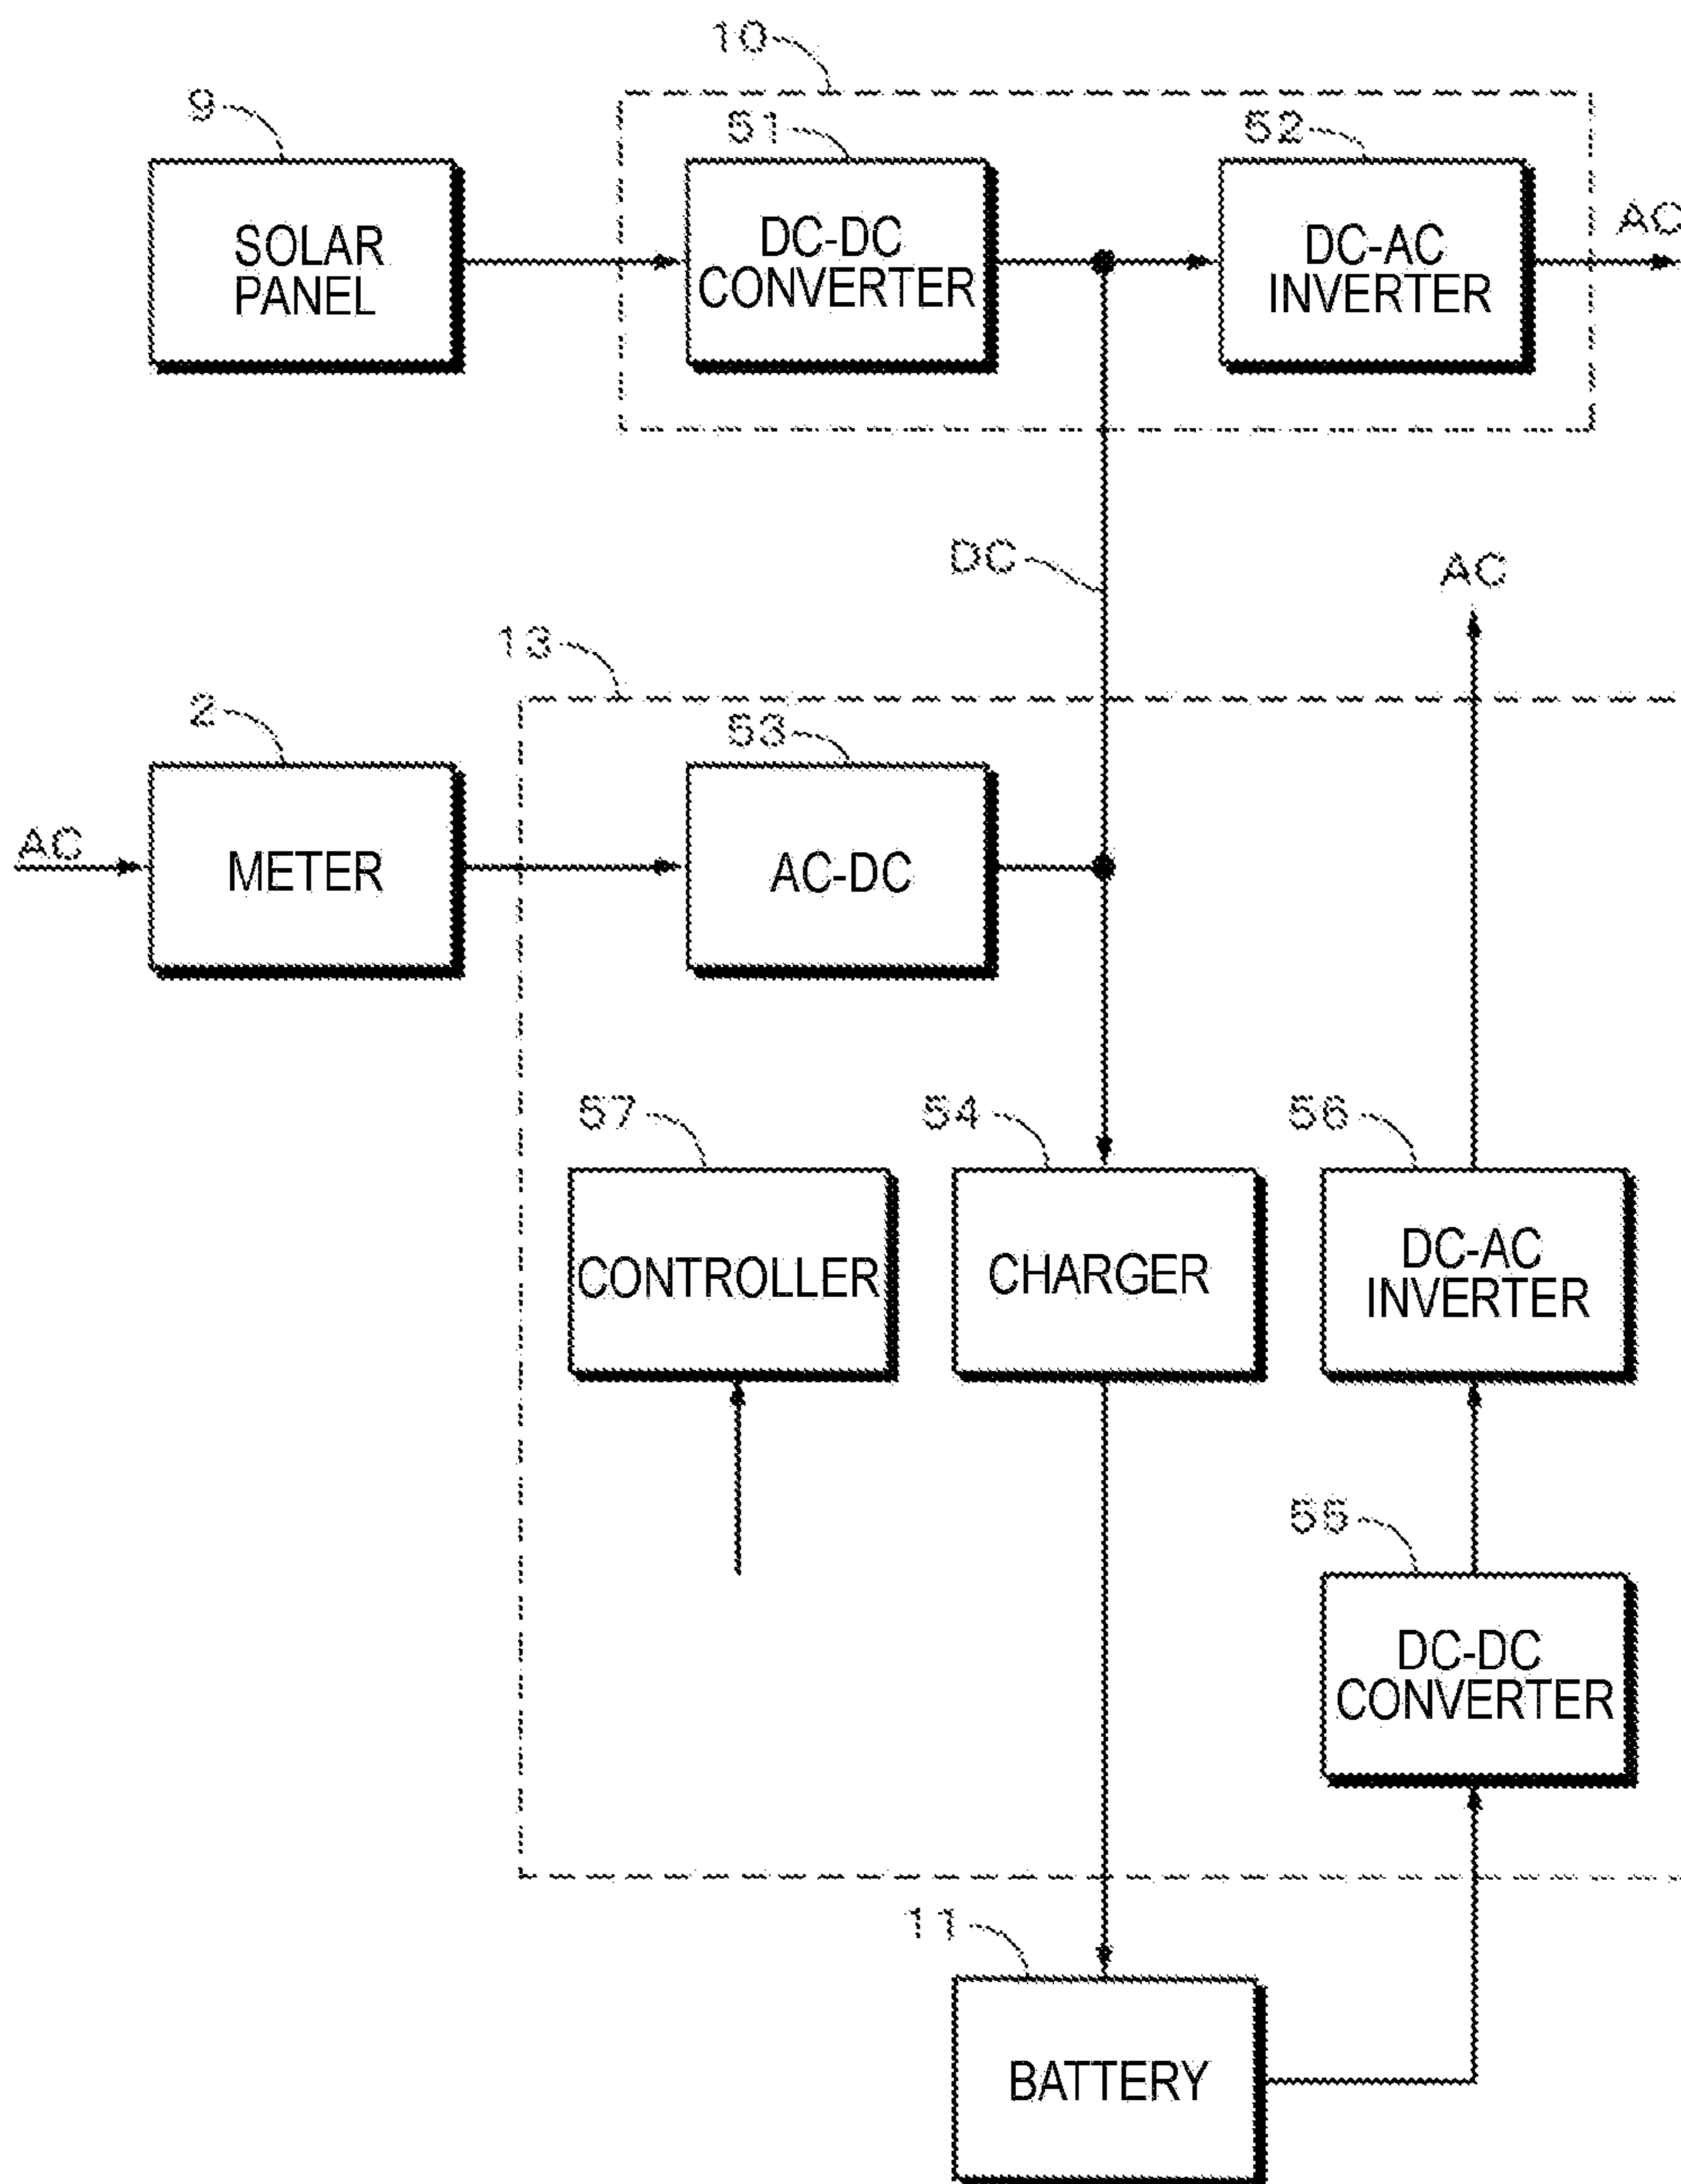 10
9
51
52
SOLAR
PANEL
DC-DC
CONVERTER
DC-AC
INVERTER
AC
DC
AC
13
2
53
AC
METER
AC-DC
57
54
56
CONTROLLER
CHARGER
DC-AC
INVERTER
55
DC-DC
CONVERTER
11
BATTERY